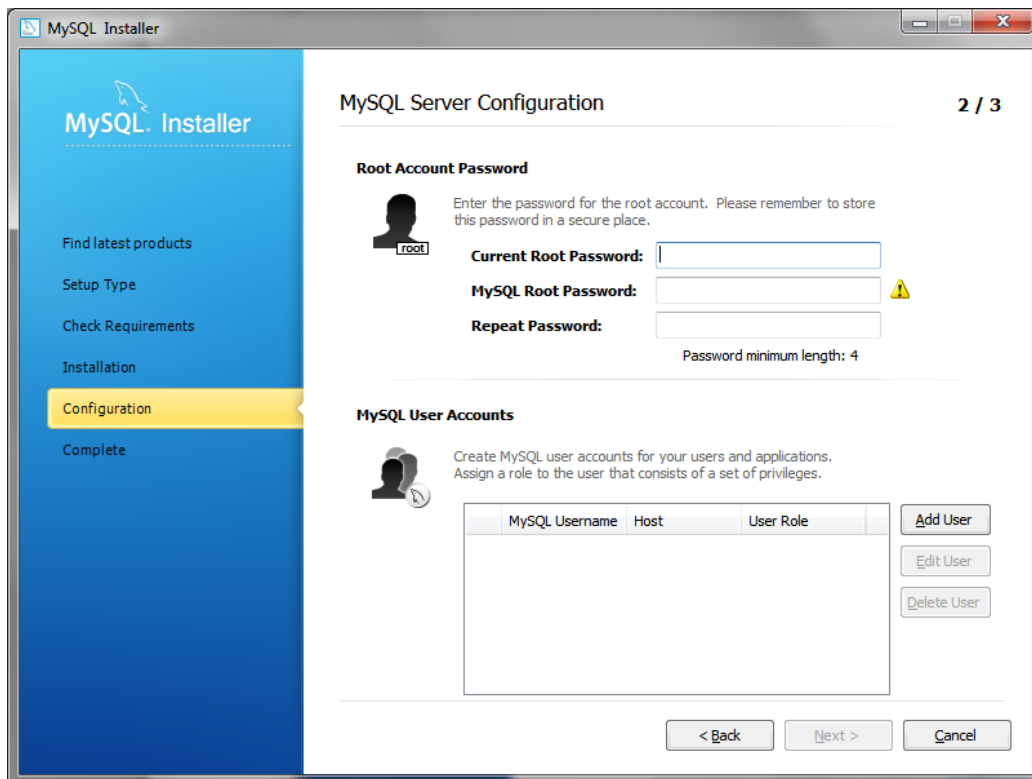 MySQL Installer
MySQL. Installer
Find latest products
Setup Type
Check Requirements
Installation
Configuration
Complete
MySQL Server Configuration
2 / 3
Root Account Password
root
Enter the password for the root account. Please remember to store
this password in a secure place.
Current Root Password:
MySQL Root Password:
Repeat Password:
Password minimum length: 4
MySQL User Accounts
Create MySQL user accounts for your users and applications.
Assign a role to the user that consists of a set of privileges.
MySQL Username Host User Role
Add User
Edit User
Delete User
< Back Next > Cancel